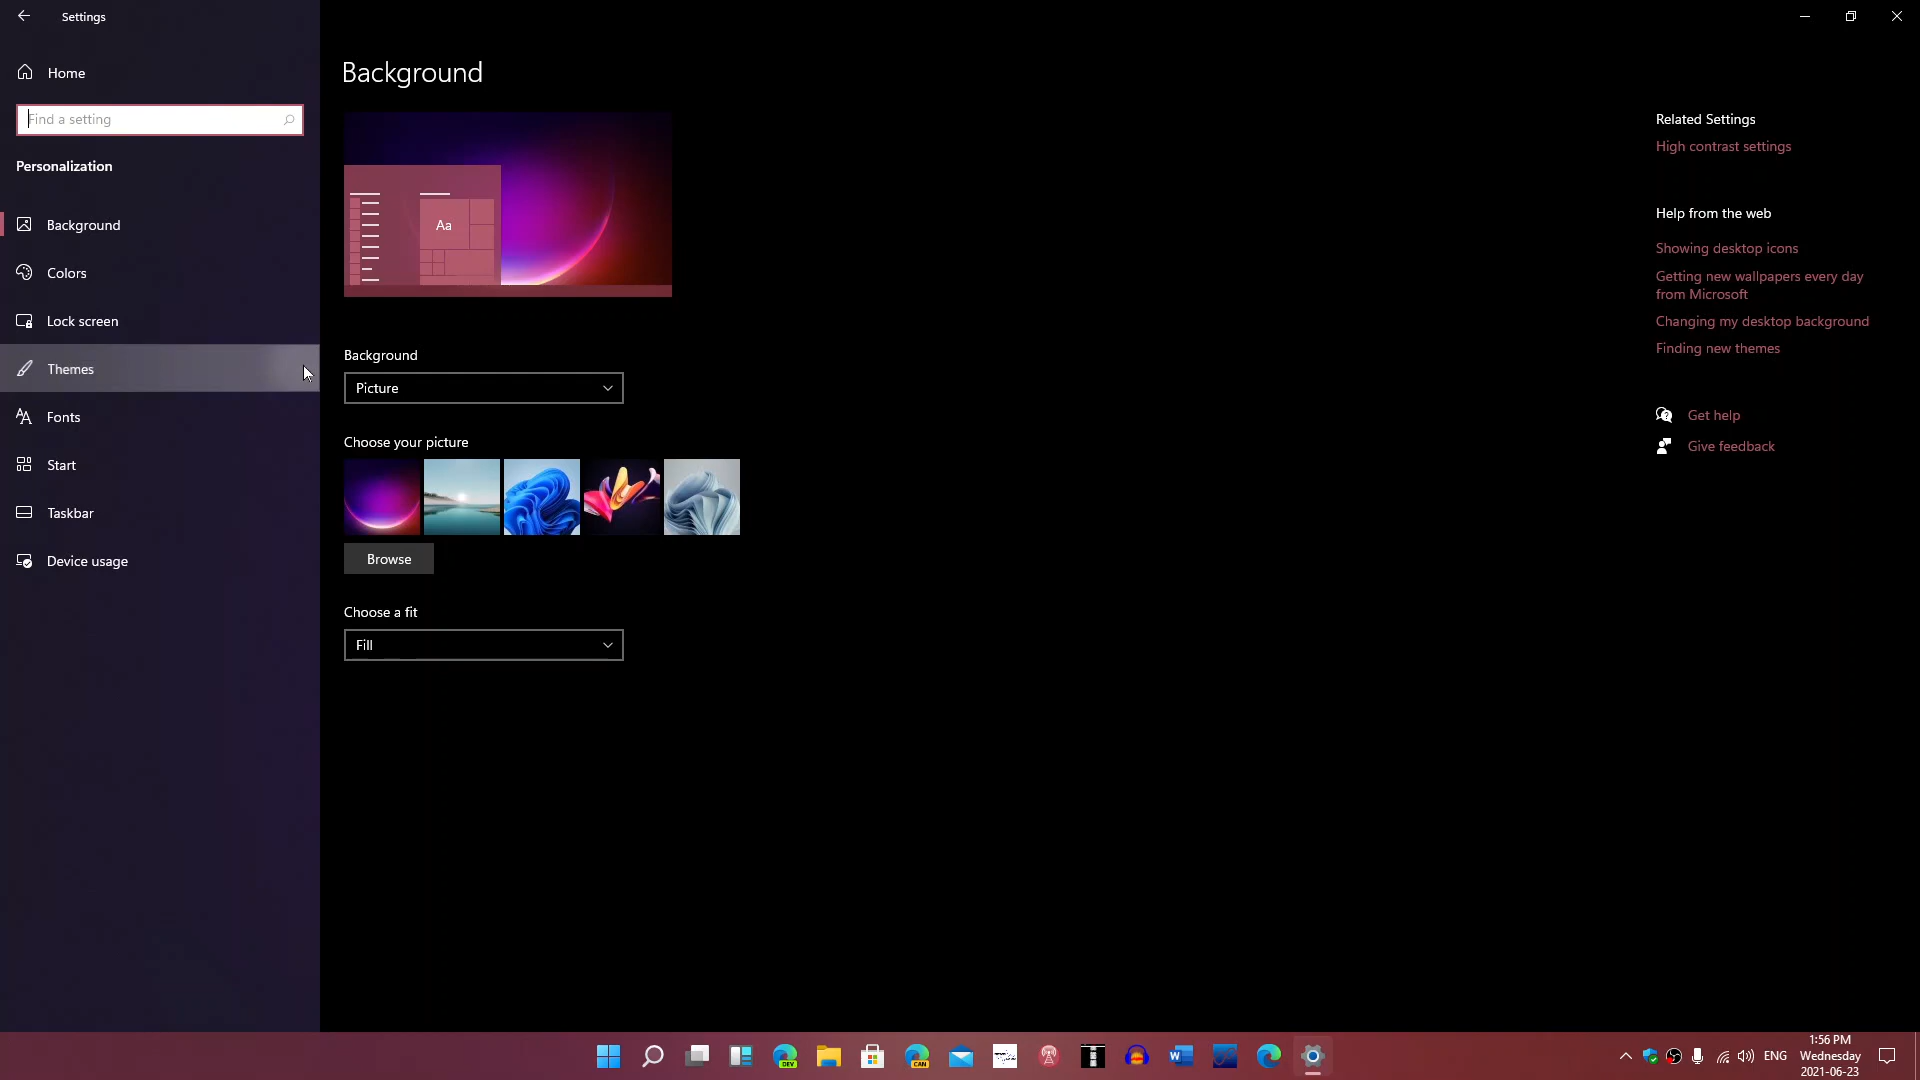 Settings
Home
Find a setting
Personalization
Background
Colors
Lock screen
Themes
Fonts
Start
Taskbar
Device usage
Background
Aa
Background
Picture
Choose your picture
Browse
Choose a fit
Fill
Related Settings
High contrast settings
Help from the web
Showing desktop icons
Getting new wallpapers every day
from Microsoft
Changing my desktop background
Finding new themes
Get help
Give feedback
DEV
CAN
ENG
1:56 PM
Wednesday
2021-06-23